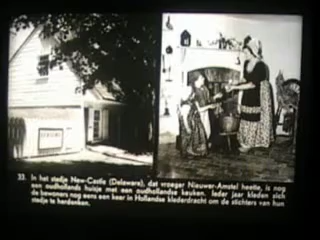 33. In het stadje New-Castle (Delaware), dat vroeger Nieuwer-Amstel heette, is nog
een oudhollands huisje met een oudhollandse keuken. Ieder jaar kleden zich
de bewoners nog eens een keer in Hollandse klederdracht om de stichters van hun
stadje te herdenken.